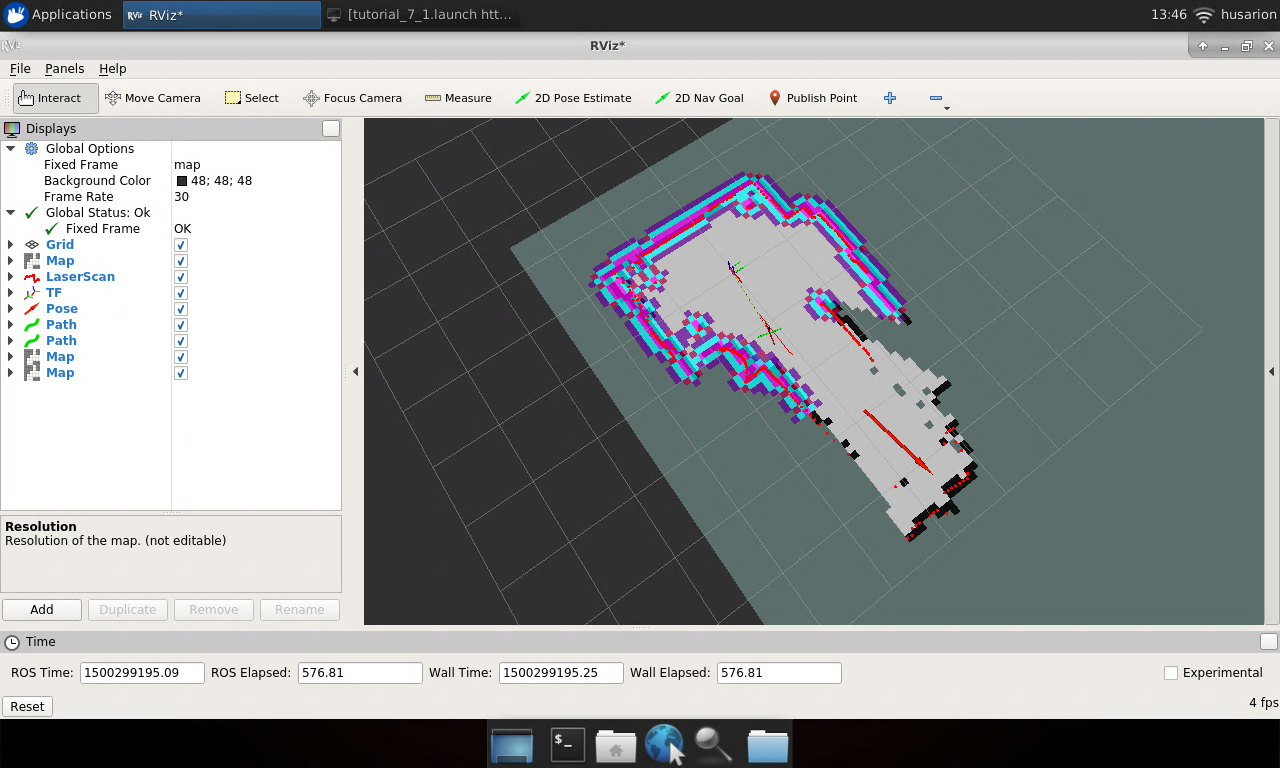 Applications
RViz*
[tutorial_7_1.launch htt...
13:46
husarion
RViz*
File Panels Help
Interact Move Camera Select Focus Camera Measure 2D Pose Estimate 2D Nav Goal Publish Point
Displays
Global Options
Fixed Frame map
Background Color 48; 48; 48
Frame Rate 30
Global Status: Ok
Fixed Frame OK
Grid
Map
LaserScan
TF
Pose
Path
Path
Map
Map
Resolution
Resolution of the map. (not editable)
Add Duplicate Remove Rename
Time
ROS Time: 1500299195.09 ROS Elapsed: 576.81 Wall Time: 1500299195.25 Wall Elapsed: 576.81 Experimental
Reset 4 fps
$_